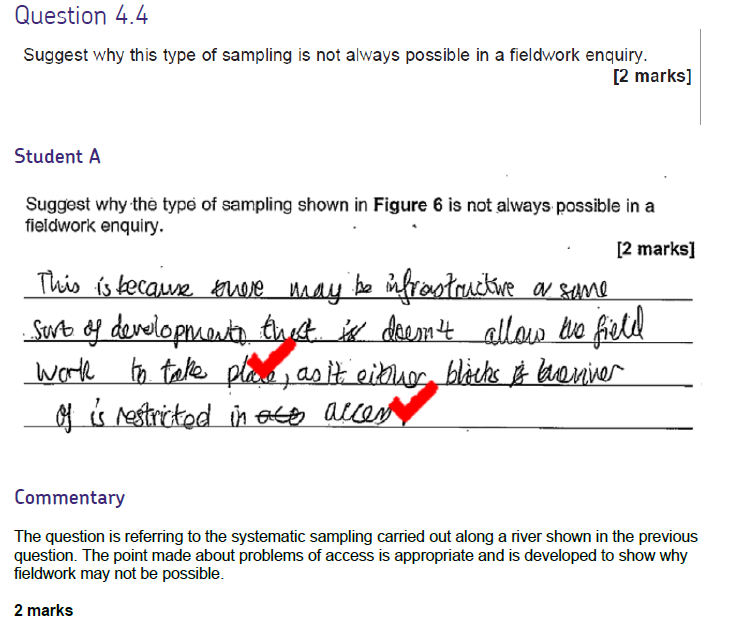 Question 4.4
Suggest why this type of sampling is not always possible in a fieldwork enquiry.
[2 marks]
Student A
Suggest why the type of sampling shown in Figure 6 is not always possible in a
fieldwork enquiry.
[2 marks]
This is because there may be infrastructure or some
sort of development that is doesn't allow the field
work to take place, as it either blocks the river
of is restricted in acces
Commentary
The question is referring to the systematic sampling carried out along a river shown in the previous
question. The point made about problems of access is appropriate and is developed to show why
fieldwork may not be possible.
2 marks